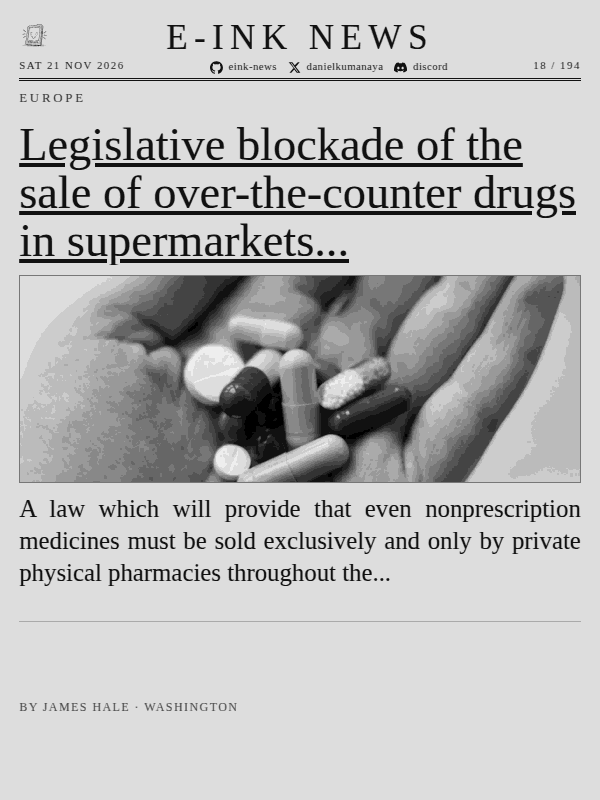 E-INK NEWS
SAT 21 NOV 2026
eink-news danielkumanaya discord
18 / 194
EUROPE
Legislative blockade of the
sale of over-the-counter drugs
in supermarkets...
A law which will provide that even nonprescription
medicines must be sold exclusively and only by private
physical pharmacies throughout the...
BY JAMES HALE · WASHINGTON